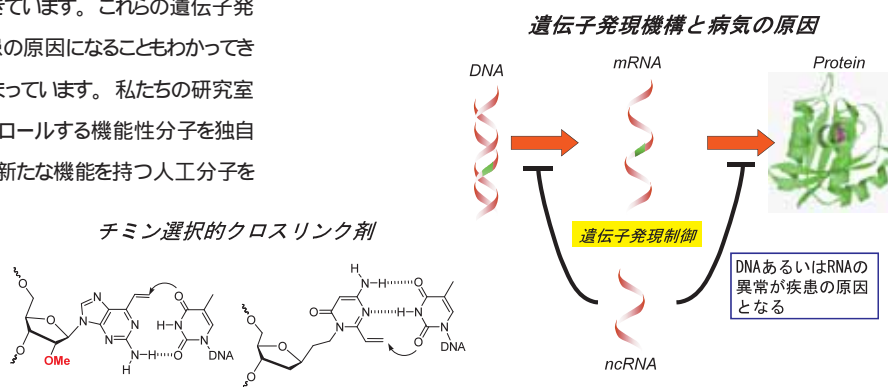 きています。これらの遺伝子発
患の原因になることもわかってき
まっています。私たちの研究室
ロールする機能性分子を独自
新たな機能を持つ人工分子を
チミン選択的クロスリンク剤
O
O
O
N
N
N
N
N
H
H
OMe
O
HN
O
N
DNA
O
O
O
H
N
H
O
N
N
O
HN
O
N
DNA
遺伝子発現機構と病気の原因
DNA
mRNA
Protein
遺伝子発現制御
DNAあるいはRNAの
異常が疾患の原因
となる
ncRNA